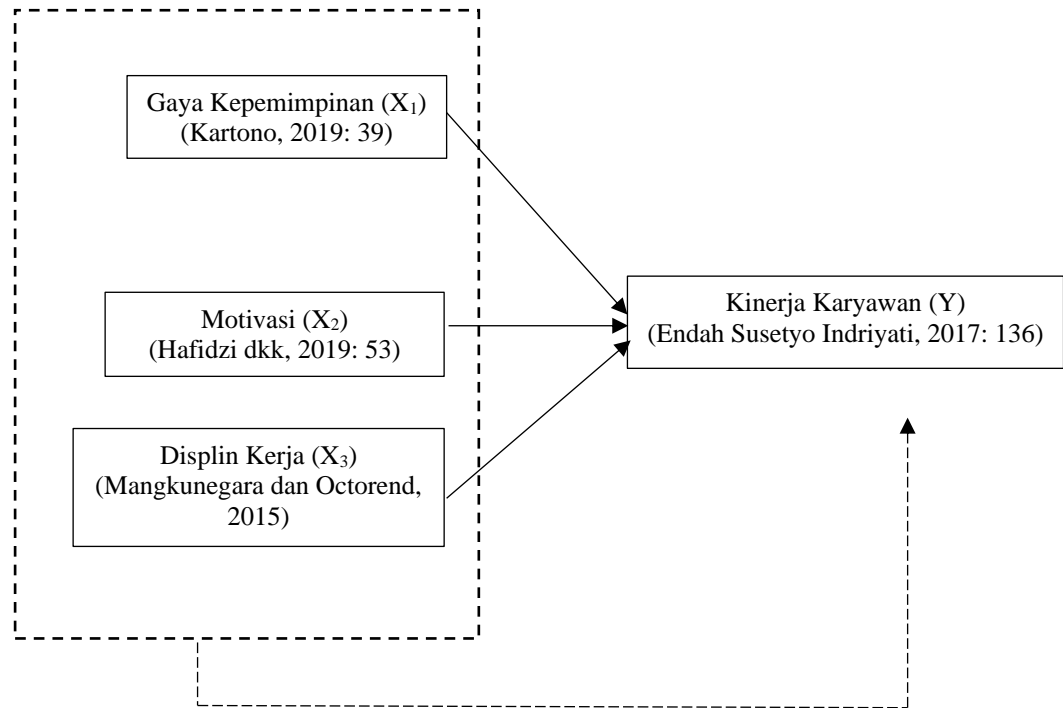 Gaya Kepemimpinan (X₁)
(Kartono, 2019: 39)
Motivasi (X₂)
(Hafidzi dkk, 2019: 53)
Displin Kerja (X₃)
(Mangkunegara dan Octorend,
2015)
Kinerja Karyawan (Y)
(Endah Susetyo Indriyati, 2017: 136)